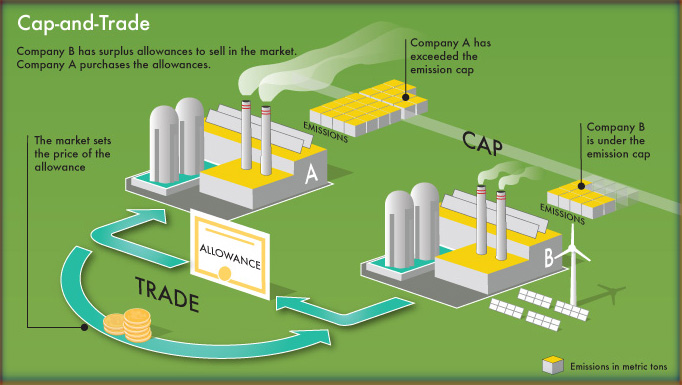 Cap-and-Trade
Company B has surplus allowances to sell in the market.
Company A purchases the allowances.
Company A has
exceeded the
emission cap
EMISSIONS
CAP
Company B
is under the
emission cap
The market sets
the price of the
allowance
A
EMISSIONS
ALLOWANCE
B
TRADE
Emissions in metric tons